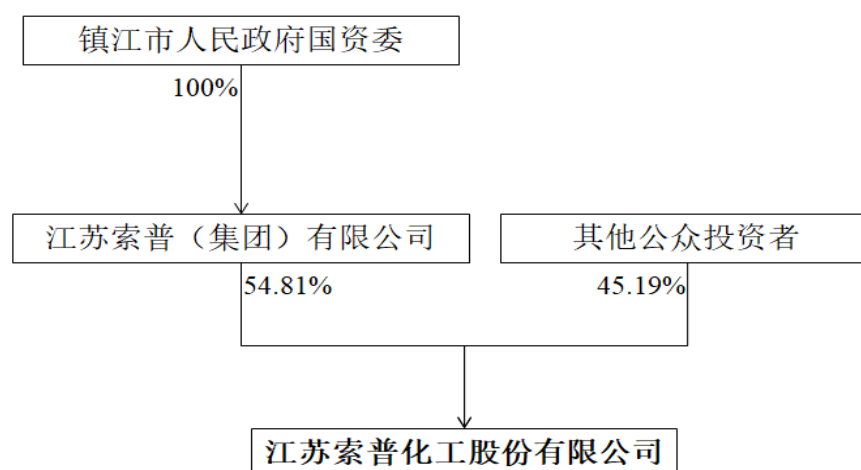 镇江市人民政府国资委
100%
江苏索普（集团）有限公司
其他公众投资者
54.81%
45.19%
江苏索普化工股份有限公司